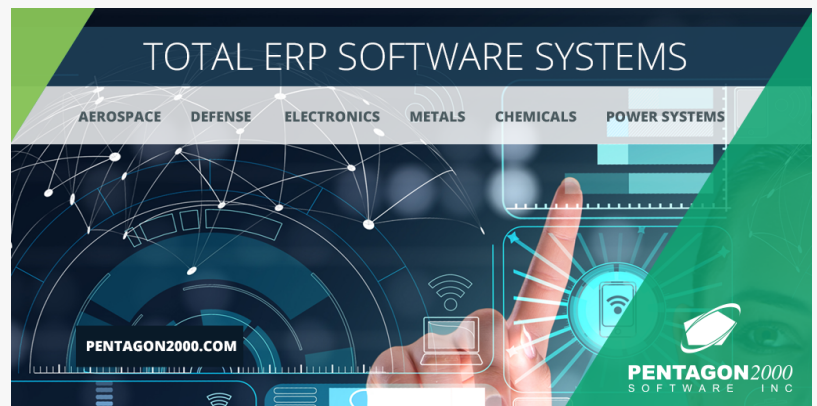 TOTAL ERP SOFTWARE SYSTEMS
AEROSPACE DEFENSE ELECTRONICS METALS CHEMICALS POWER SYSTEMS
PENTAGON2000.COM
PENTAGON2000
SOFTWARE INC